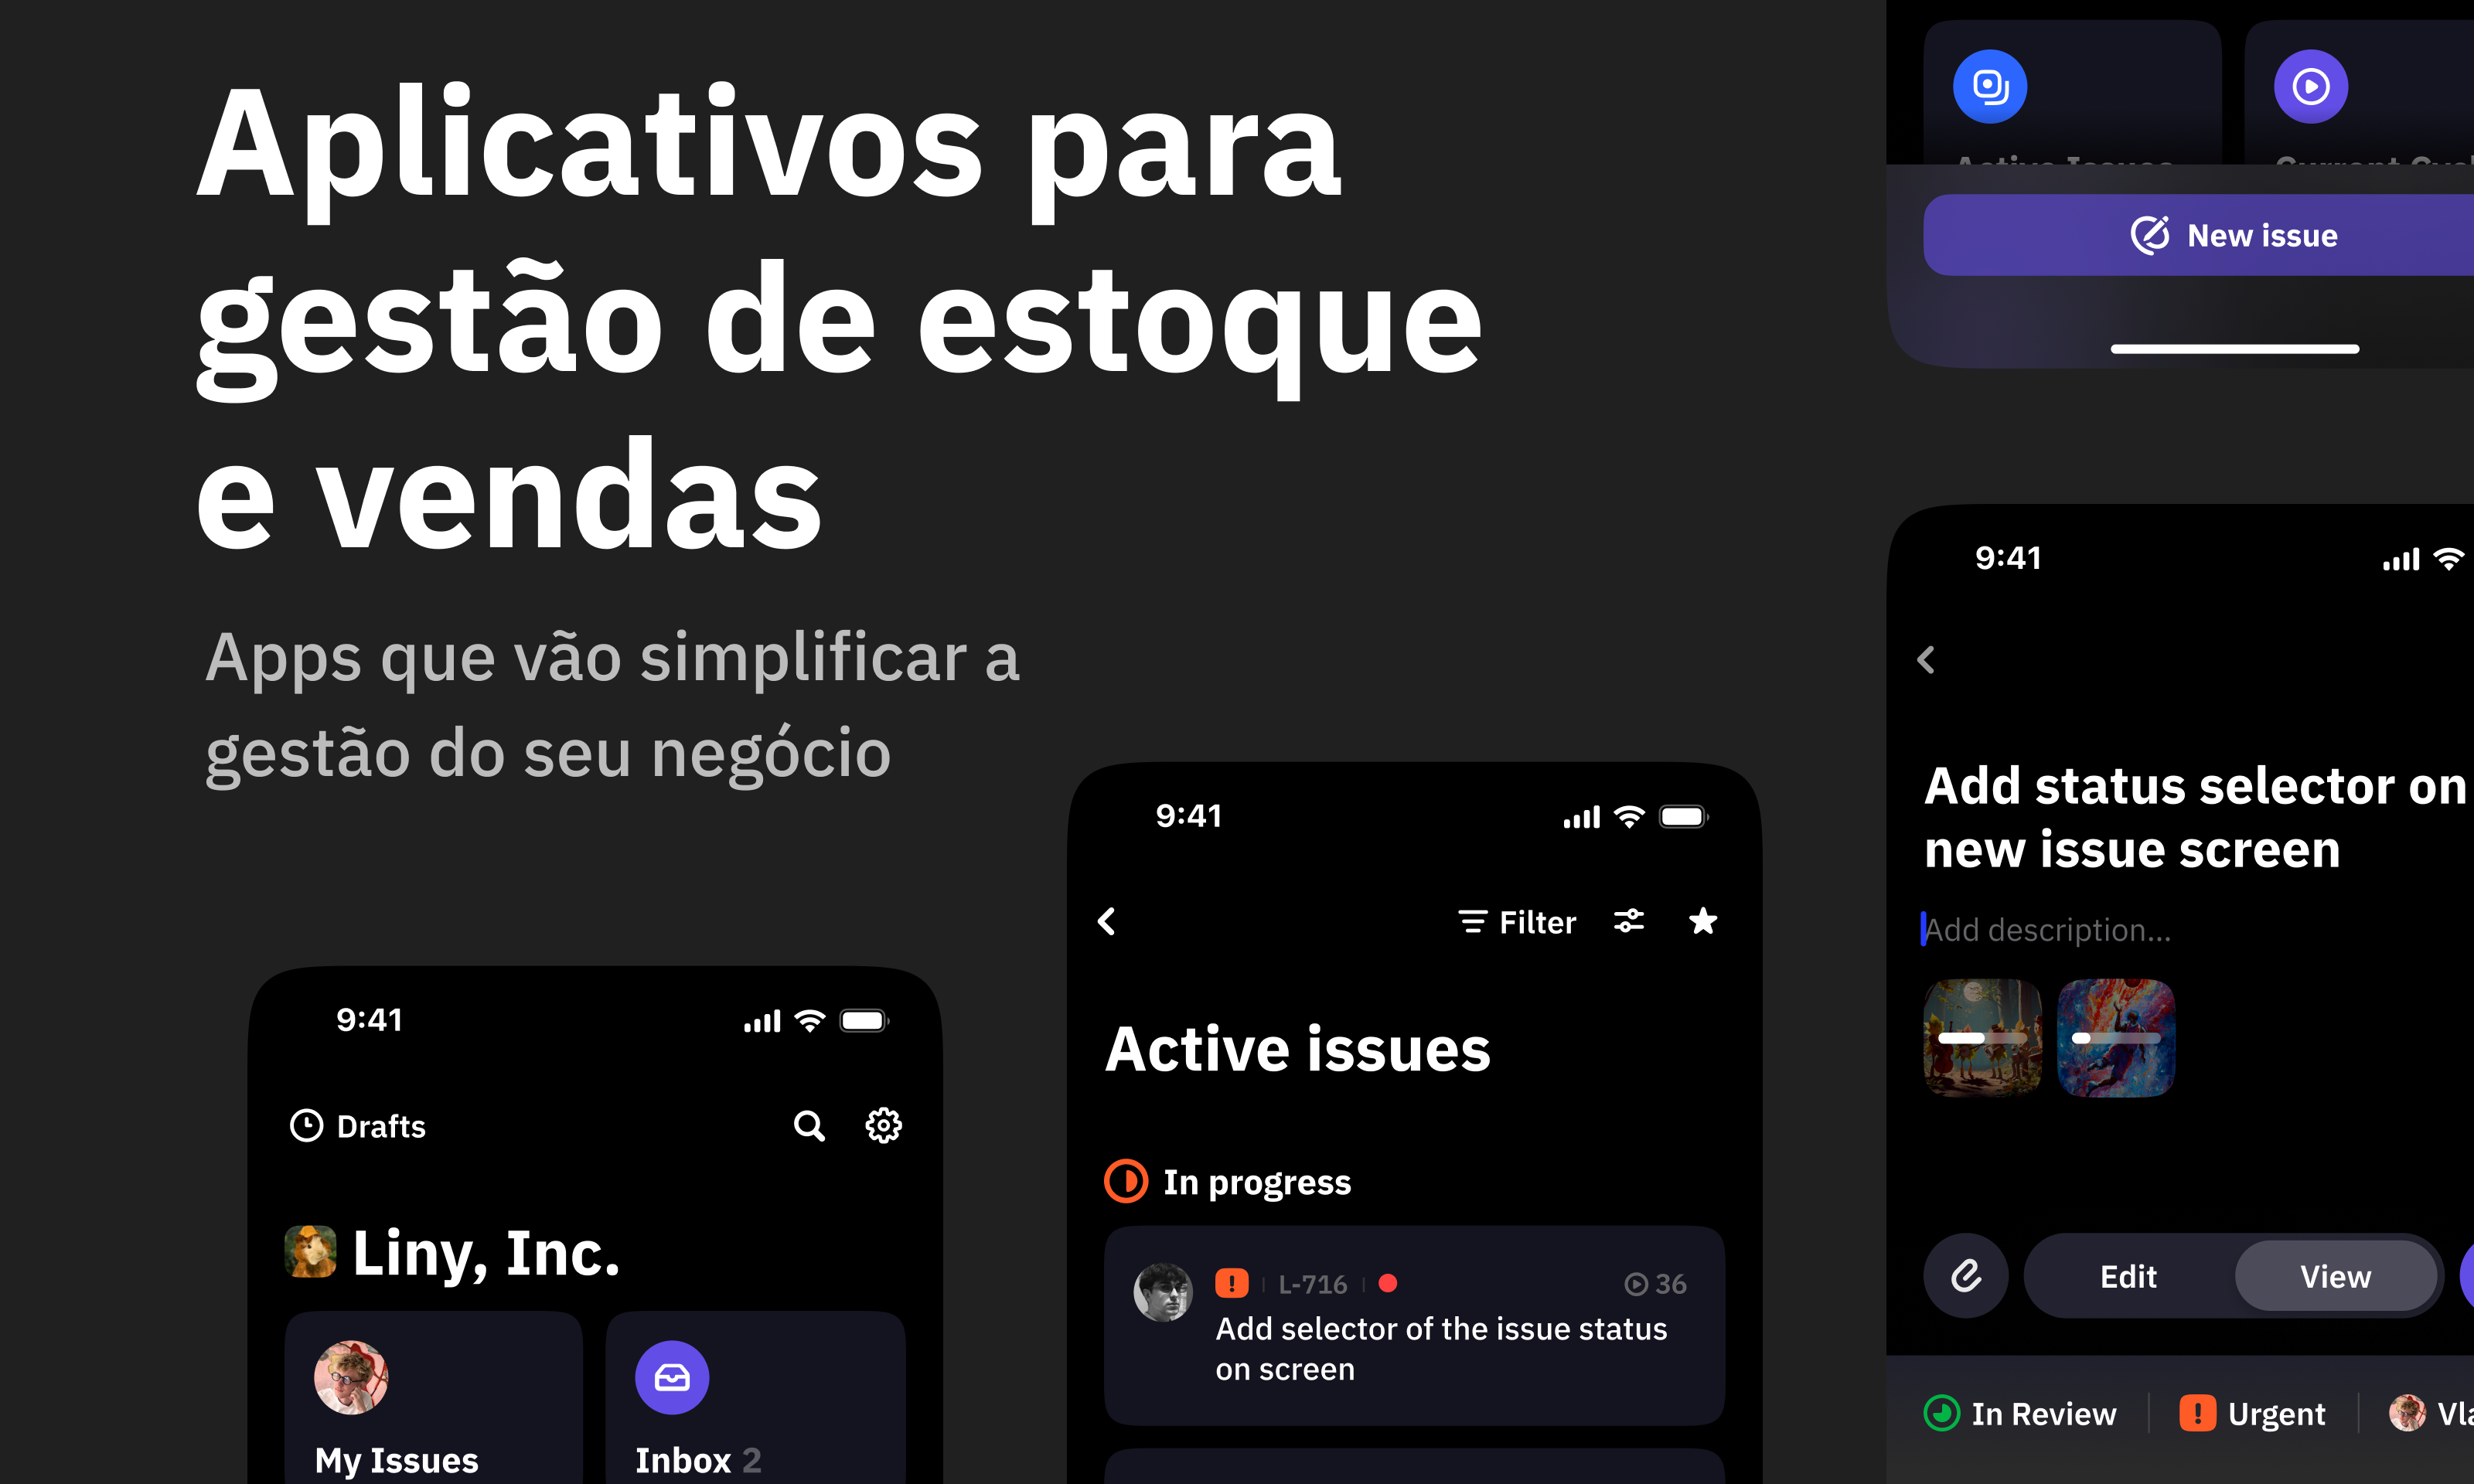 Aplicativos para
gestão de estoque
e vendas
Apps que vão simplificar a
gestão do seu negócio
9:41
Drafts
Liny, Inc.
My Issues
Inbox 2
9:41
Filter
Active issues
In progress
L-716
36
Add selector of the issue status
on screen
Active Issues
New issue
9:41
Add status selector on
new issue screen
Add description...
Edit
View
In Review
Urgent